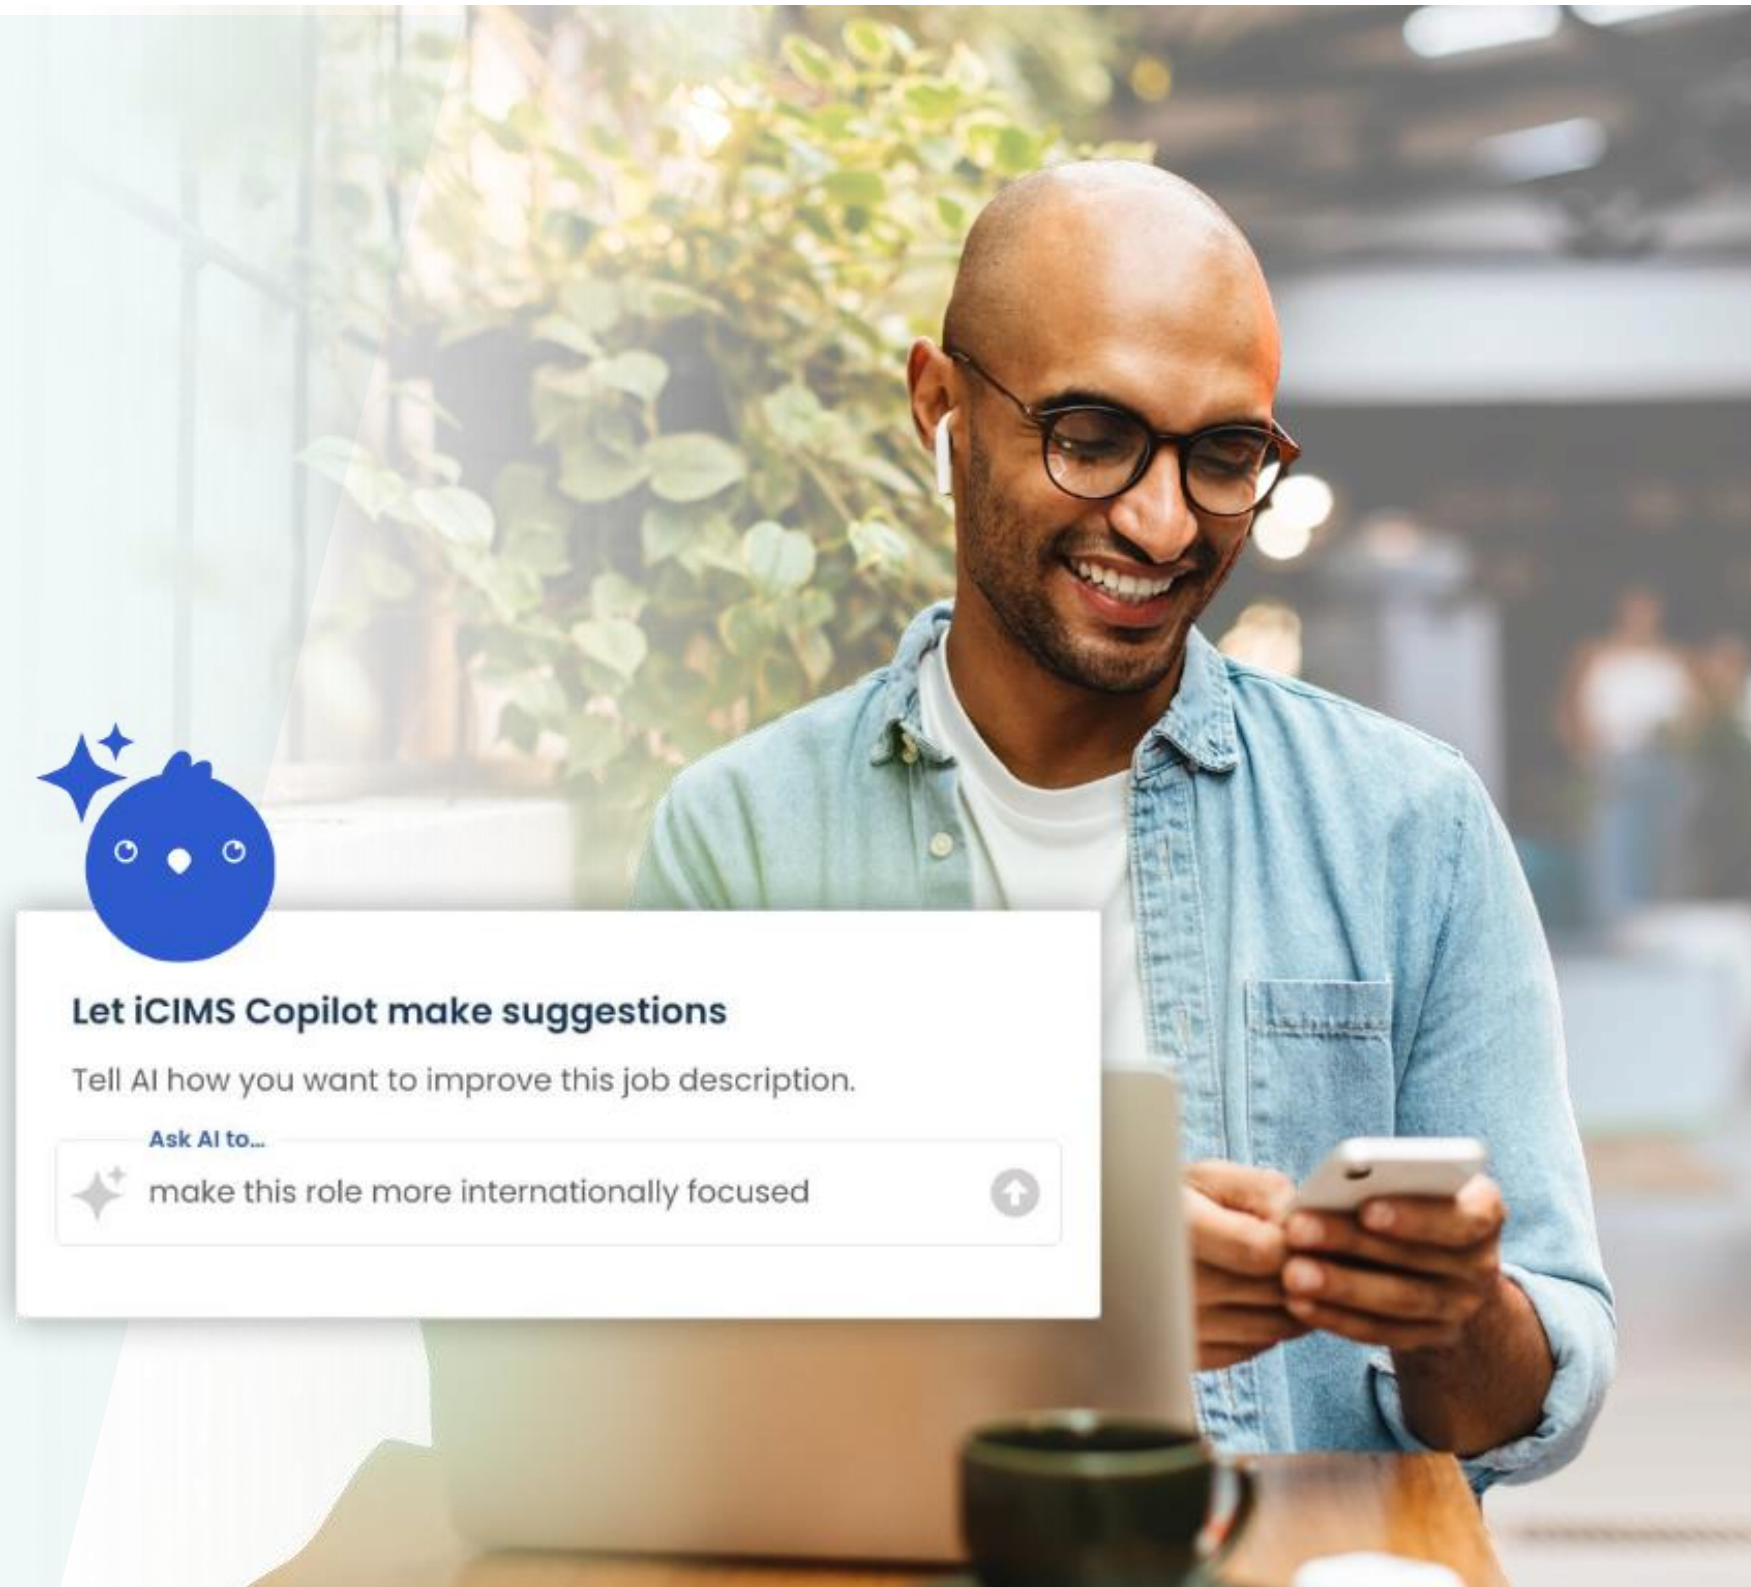 Let iCIMS Copilot make suggestions
Tell AI how you want to improve this job description.
Ask AI to...
make this role more internationally focused